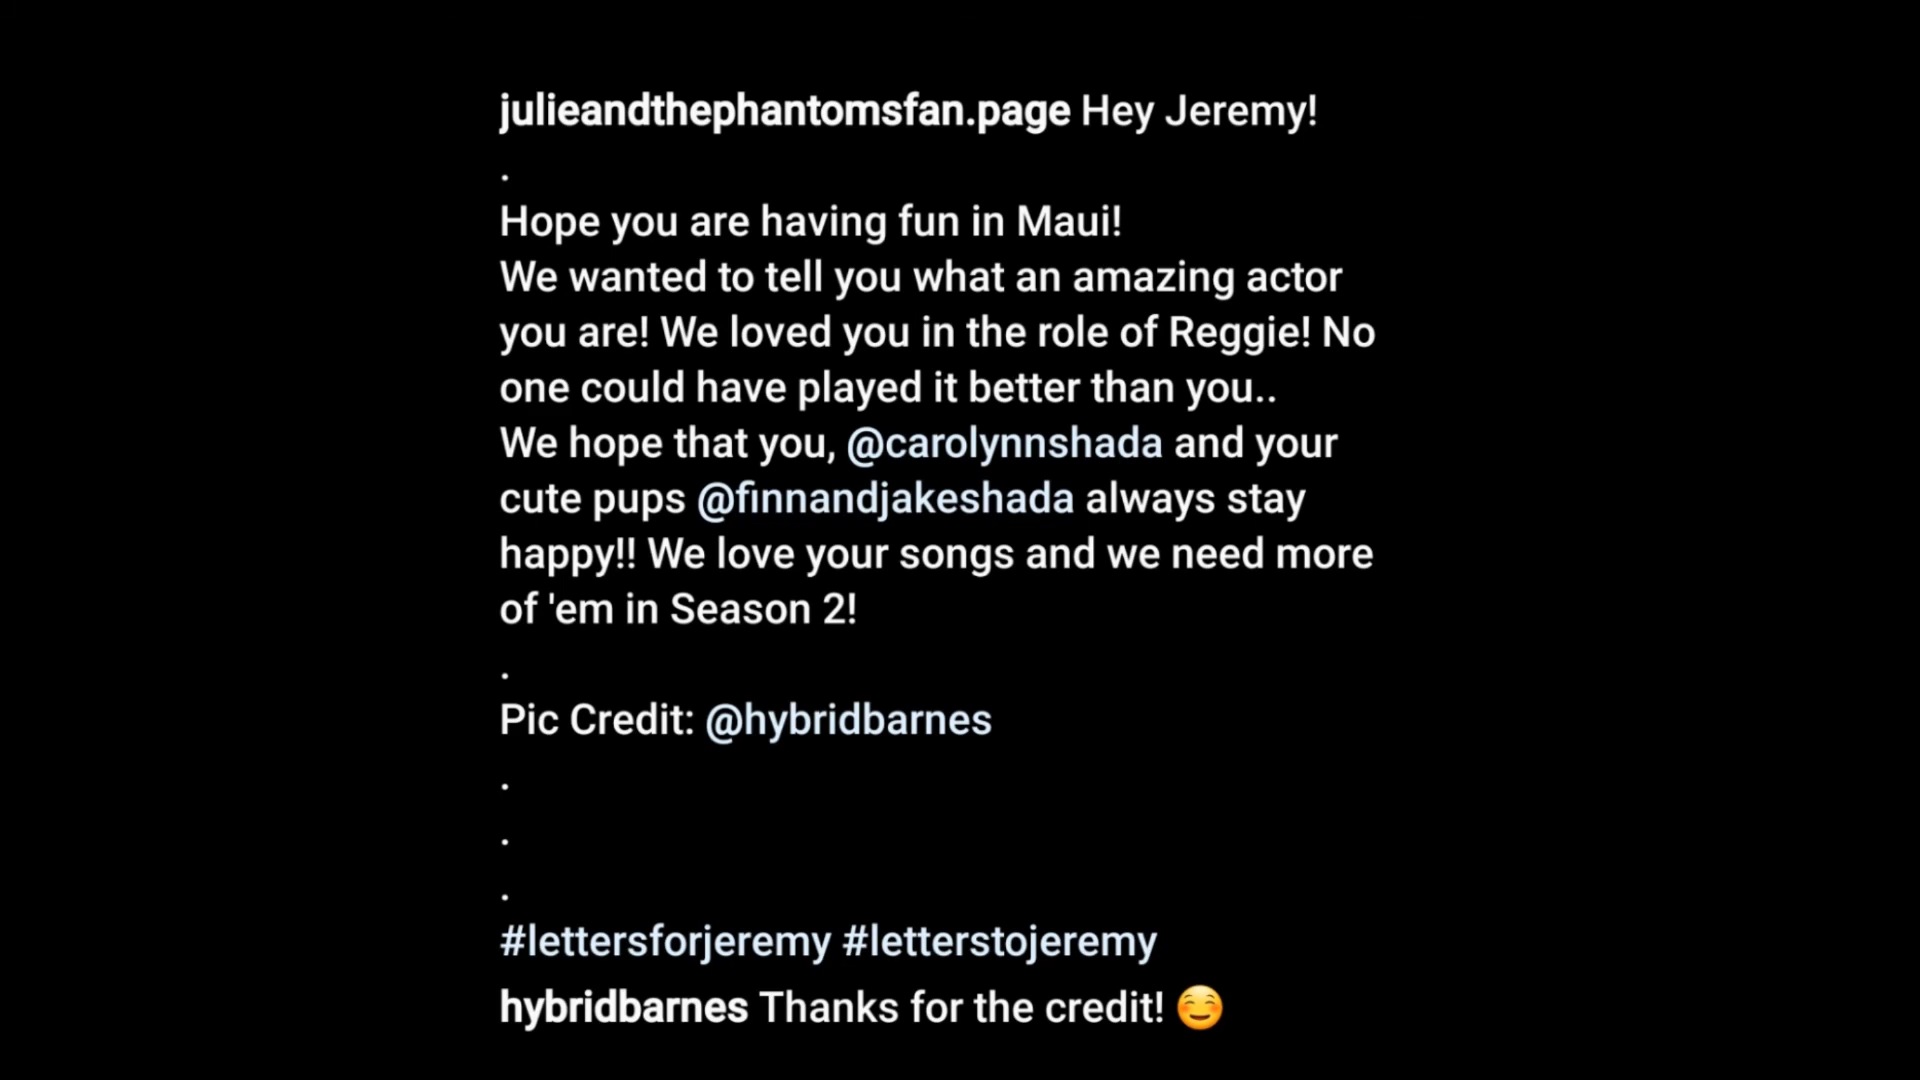 julieandthephantomsfan.page Hey Jeremy!
.
Hope you are having fun in Maui!
We wanted to tell you what an amazing actor
you are! We loved you in the role of Reggie! No
one could have played it better than you..
We hope that you, @carolynnshada and your
cute pups @finnandjakeshada always stay
happy!! We love your songs and we need more
of 'em in Season 2!
.
Pic Credit: @hybridbarnes
.
.
.
#lettersforjeremy #letterstojeremy
hybridbarnes Thanks for the credit! ☺️